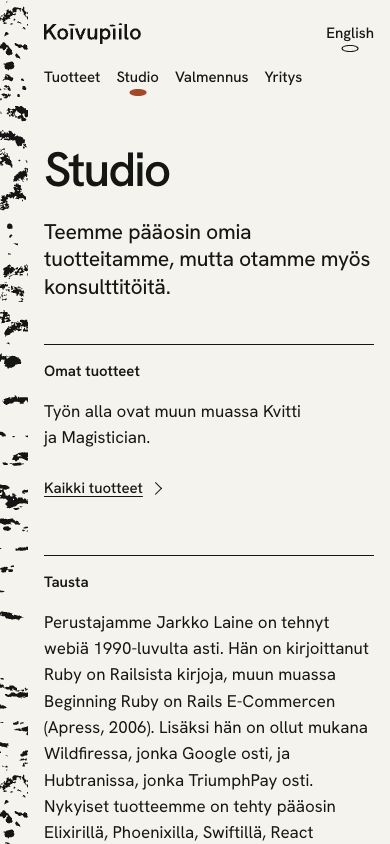 Koivupiilo
English
Tuotteet Studio Valmennus Yritys
Studio
Teemme pääosin omia
tuotteitamme, mutta otamme myös
konsulttitöitä.
Omat tuotteet
Työn alla ovat muun muassa Kvitti
ja Magistician.
Kaikki tuotteet
Tausta
Perustajamme Jarkko Laine on tehnyt
webiä 1990-luvulta asti. Hän on kirjoittanut
Ruby on Railsista kirjoja, muun muassa
Beginning Ruby on Rails E-Commercen
(Apress, 2006). Lisäksi hän on ollut mukana
Wildfiressa, jonka Google osti, ja
Hubtranissa, jonka TriumphPay osti.
Nykyiset tuotteemme on tehty pääosin
Elixirillä, Phoenixilla, Swiftillä, React